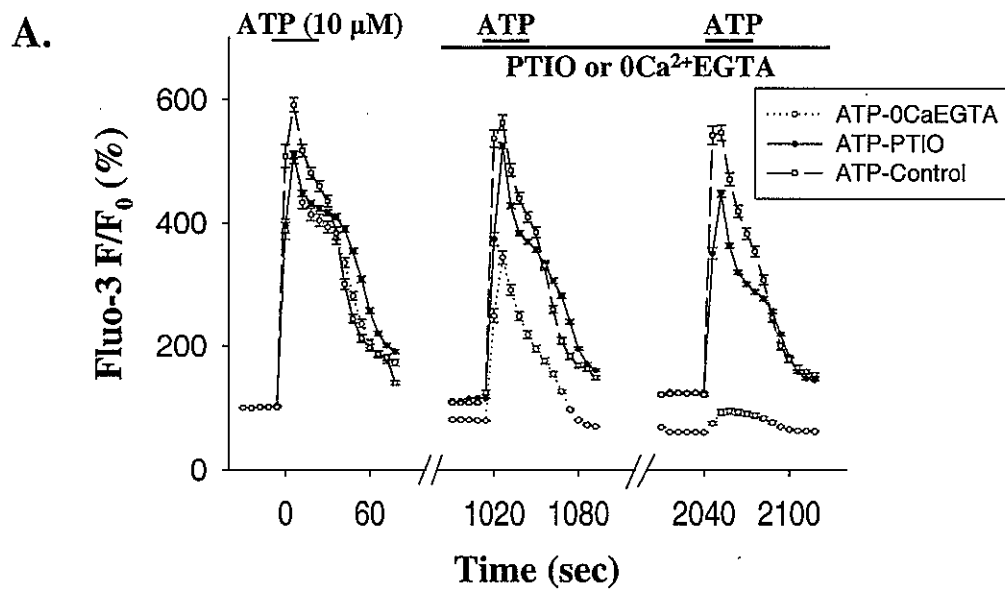 A.
ATP (10 µM)
ATP
ATP
PTIO or 0Ca²⁺EGTA
ATP-0CaEGTA
ATP-PTIO
ATP-Control
Fluo-3 F/F₀ (%)
600
400
200
0
0
60
1020
1080
2040
2100
Time (sec)